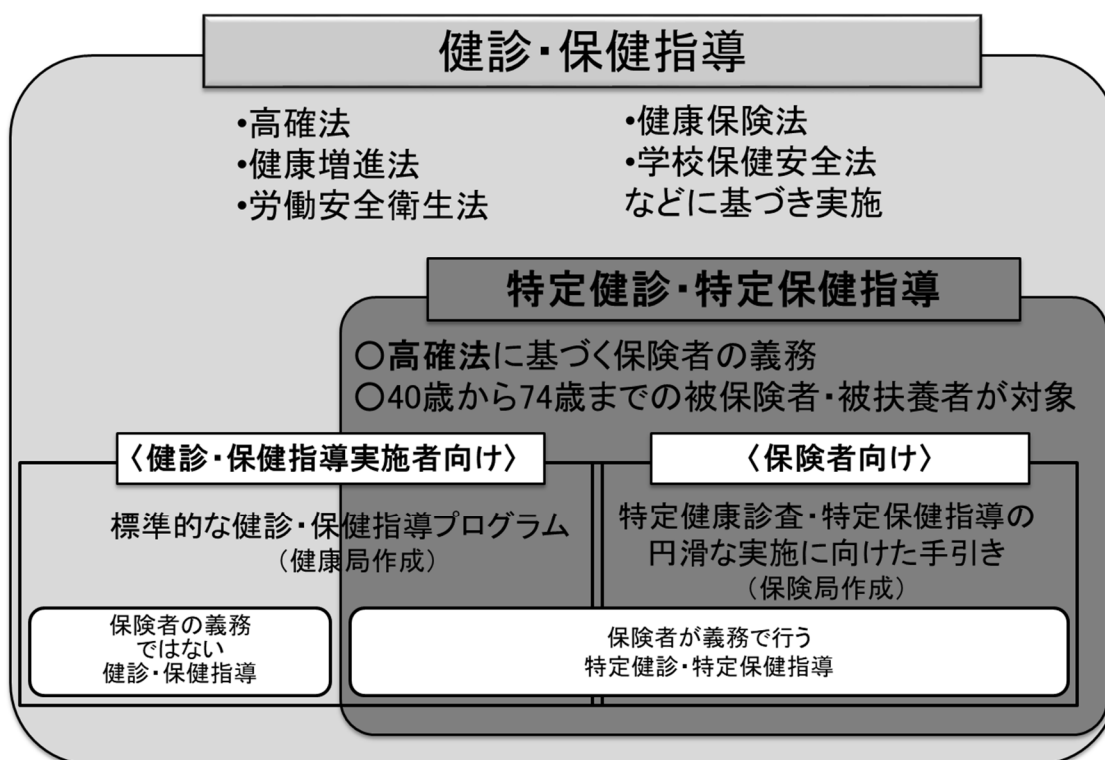 健診・保健指導
•高確法
•健康増進法
•労働安全衛生法
•健康保険法
•学校保健安全法
などに基づき実施
特定健診・特定保健指導
○高確法に基づく保険者の義務
○40歳から74歳までの被保険者・被扶養者が対象
〈健診・保健指導実施者向け〉
標準的な健診・保健指導プログラム
（健康局作成）
〈保険者向け〉
特定健康診査・特定保健指導の
円滑な実施に向けた手引き
（保険局作成）
保険者の義務
ではない
健診・保健指導
保険者が義務で行う
特定健診・特定保健指導